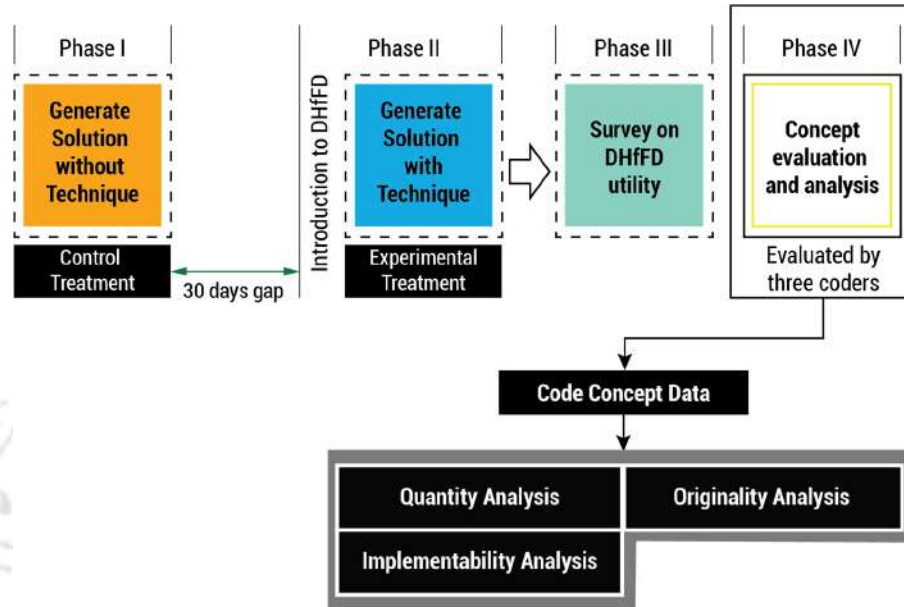 Phase I
Generate
Solution
without
Technique
Control
Treatment
30 days gap
Introduction to DHfFD
Phase II
Generate
Solution
with
Technique
Experimental
Treatment
Phase III
Survey on
DHfFD
utility
Phase IV
Concept
evaluation
and analysis
Evaluated by
three coders
Code Concept Data
Quantity Analysis
Originality Analysis
Implementability Analysis